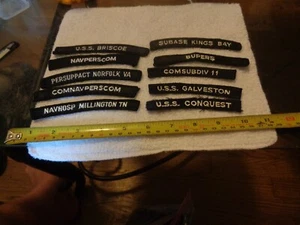 U.S.S. BRISCOE
NAVPERSCOM
PERSUPPACT NORFOLK VA
COMNAVPERSCOM
NAVHOSP MILLINGTON TN
SUBASE KINGS BAY
BUPERS
COMSUBDIV 11
U.S.S. GALVESTON
U.S.S. CONQUEST